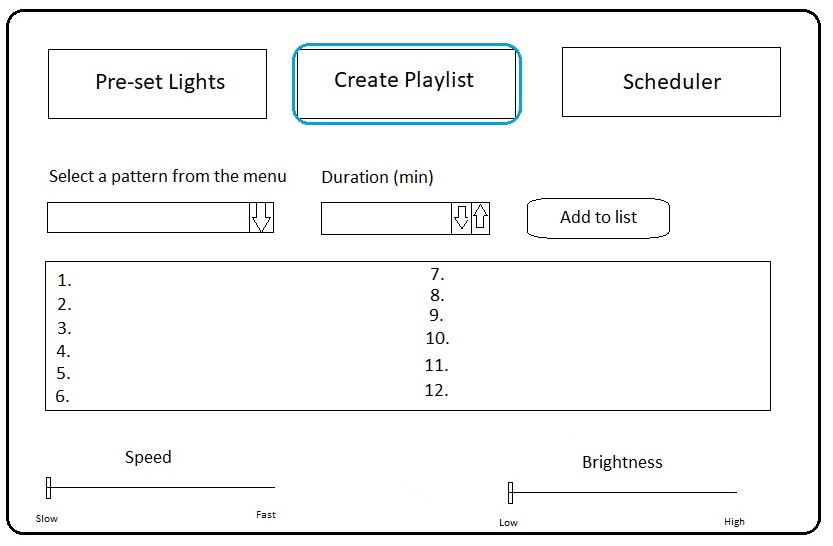 Pre-set Lights
Create Playlist
Scheduler
Select a pattern from the menu
Duration (min)
Add to list
1.
2.
3.
4.
5.
6.
7.
8.
9.
10.
11.
12.
Speed
Slow
Fast
Brightness
Low
High